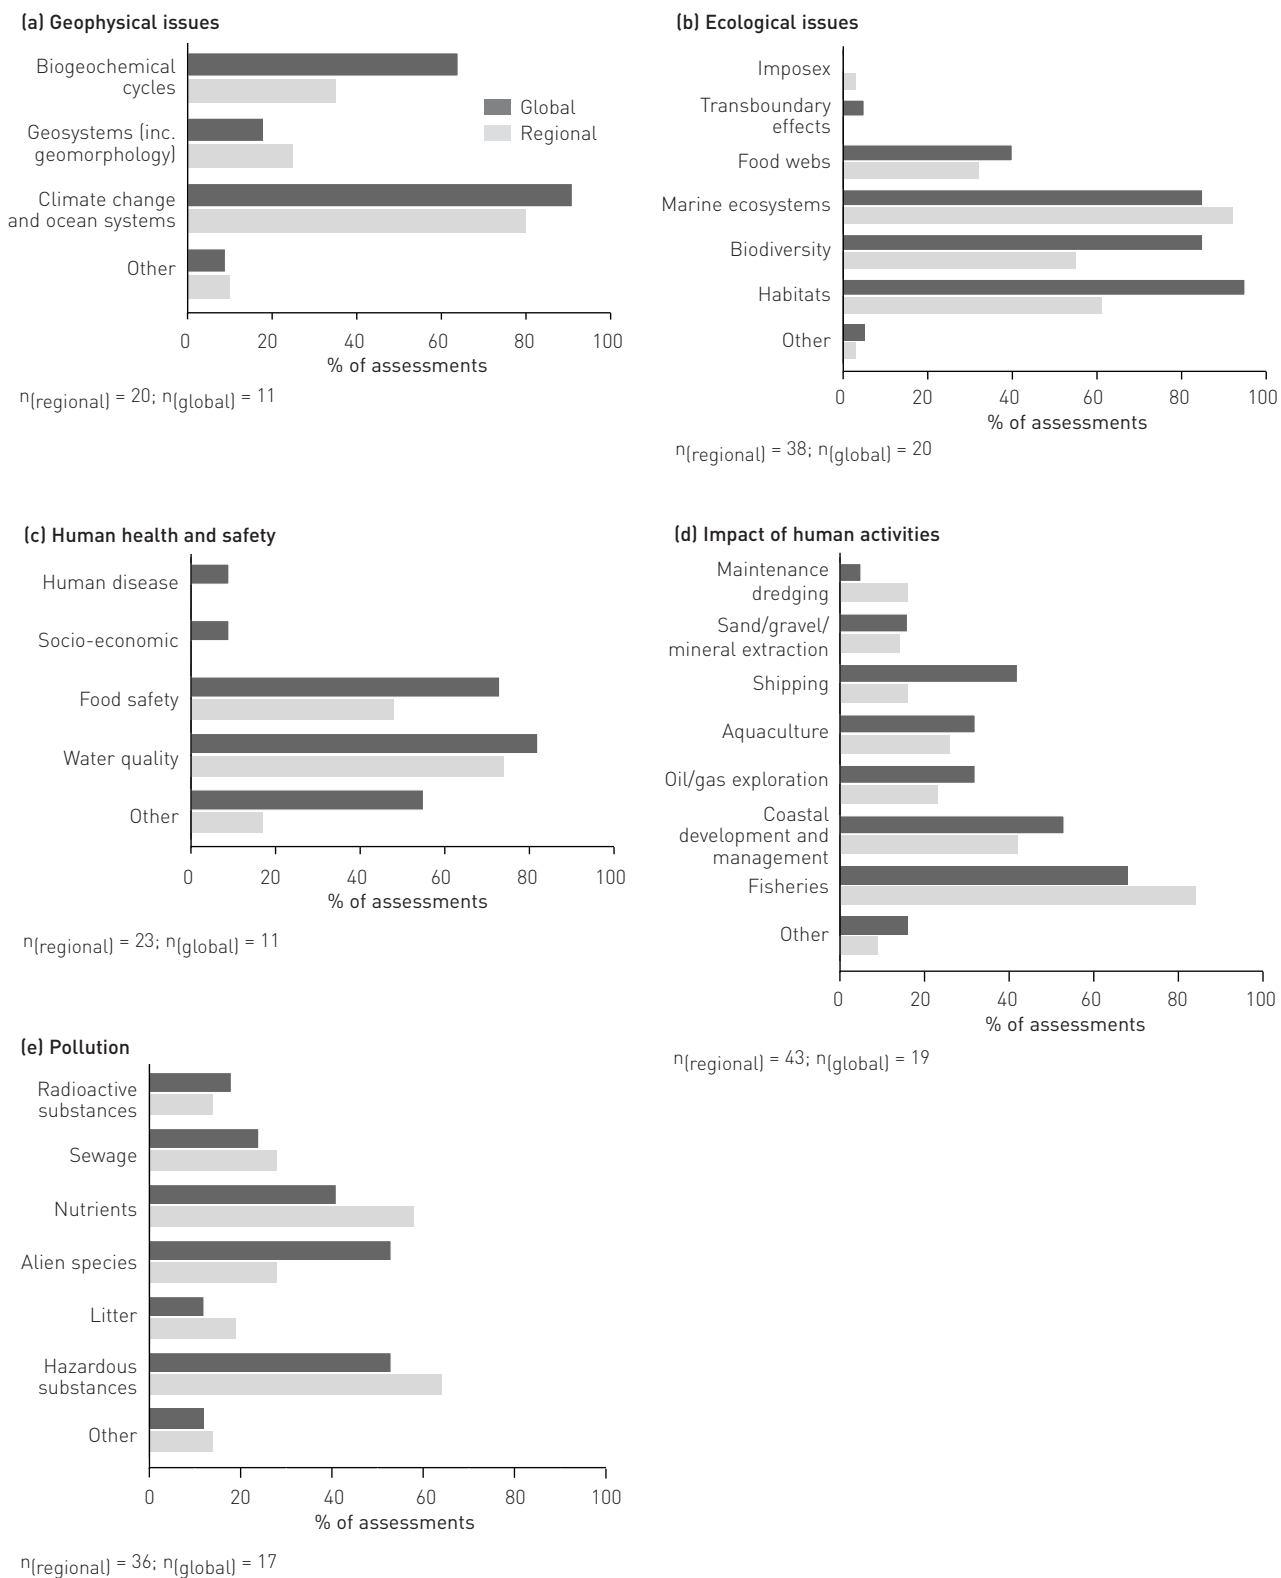 (a) Geophysical issues
Biogeochemical
cycles
Geosystems (inc.
geomorphology)
Climate change
and ocean systems
Other
Global
Regional
0 20 40 60 80 100
% of assessments
n(regional) = 20; n(global) = 11
(b) Ecological issues
Imposex
Transboundary
effects
Food webs
Marine ecosystems
Biodiversity
Habitats
Other
0 20 40 60 80 100
% of assessments
n(regional) = 38; n(global) = 20
(c) Human health and safety
Human disease
Socio-economic
Food safety
Water quality
Other
0 20 40 60 80 100
% of assessments
n(regional) = 23; n(global) = 11
(d) Impact of human activities
Maintenance
dredging
Sand/gravel/
mineral extraction
Shipping
Aquaculture
Oil/gas exploration
Coastal
development and
management
Fisheries
Other
0 20 40 60 80 100
% of assessments
n(regional) = 43; n(global) = 19
(e) Pollution
Radioactive
substances
Sewage
Nutrients
Alien species
Litter
Hazardous
substances
Other
0 20 40 60 80 100
% of assessments
n(regional) = 36; n(global) = 17